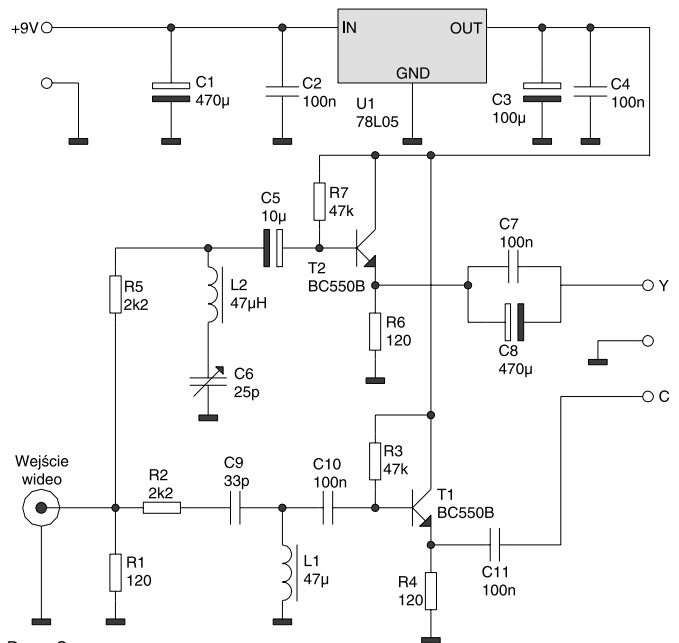 +9V
IN
OUT
GND
C1
470µ
C2
100n
U1
78L05
C3
100µ
C4
100n
C5
10µ
R7
47k
T2
BC550B
C7
100n
Y
R5
2k2
L2
47µH
R6
120
C8
470µ
C6
25p
C
Wejście
wideo
R2
2k2
C9
33p
C10
100n
R3
47k
T1
BC550B
R1
120
L1
47µ
R4
120
C11
100n